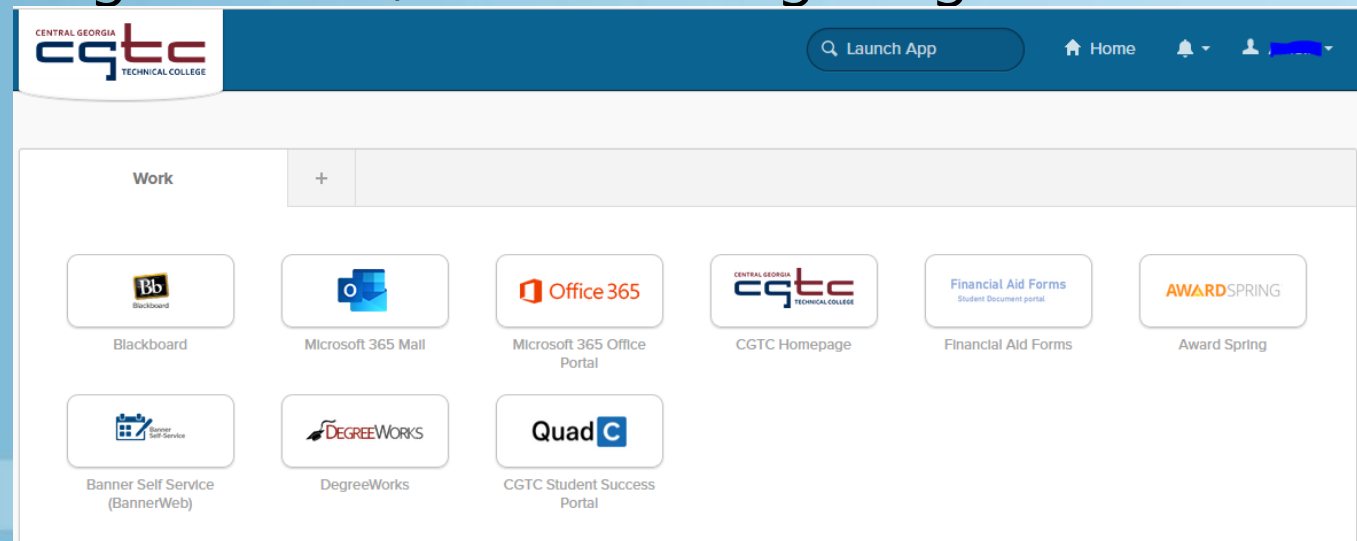 CENTRAL GEORGIA
cgtc
TECHNICAL COLLEGE
Launch App
Home
Work
+
Bb
Blackboard
Blackboard
O
Microsoft 365 Mail
Office 365
Microsoft 365 Office
Portal
CENTRAL GEORGIA
cgtc
TECHNICAL COLLEGE
CGTC Homepage
Financial Aid Forms
Student Document portal
Financial Aid Forms
AWARDSPRING
Award Spring
Banner
Self-Service
Banner Self Service
(BannerWeb)
DEGREEWORKS
DegreeWorks
Quad C
CGTC Student Success
Portal